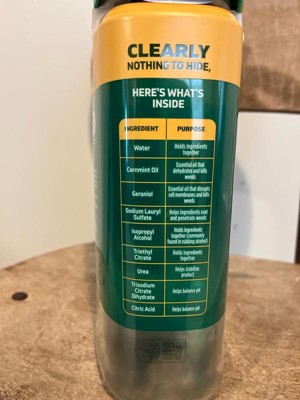 CLEARLY
NOTHING TO HIDE,
HERE'S WHAT'S
INSIDE
INGREDIENT PURPOSE
Water Holds ingredients
together
Cornmint Oil Essential oil that
dehydrates and kills
weeds
Geraniol Essential oil that disrupts
cell membranes and kills
weeds
Sodium Lauryl
Sulfate Helps ingredients coat
and penetrate weeds
Isopropyl
Alcohol Holds ingredients
together (commonly
found in rubbing alcohol)
Triethyl
Citrate Holds ingredients
together
Urea Helps stabilize
product
Trisodium
Citrate
Dihydrate Helps balance pH
Citric Acid Helps balance pH